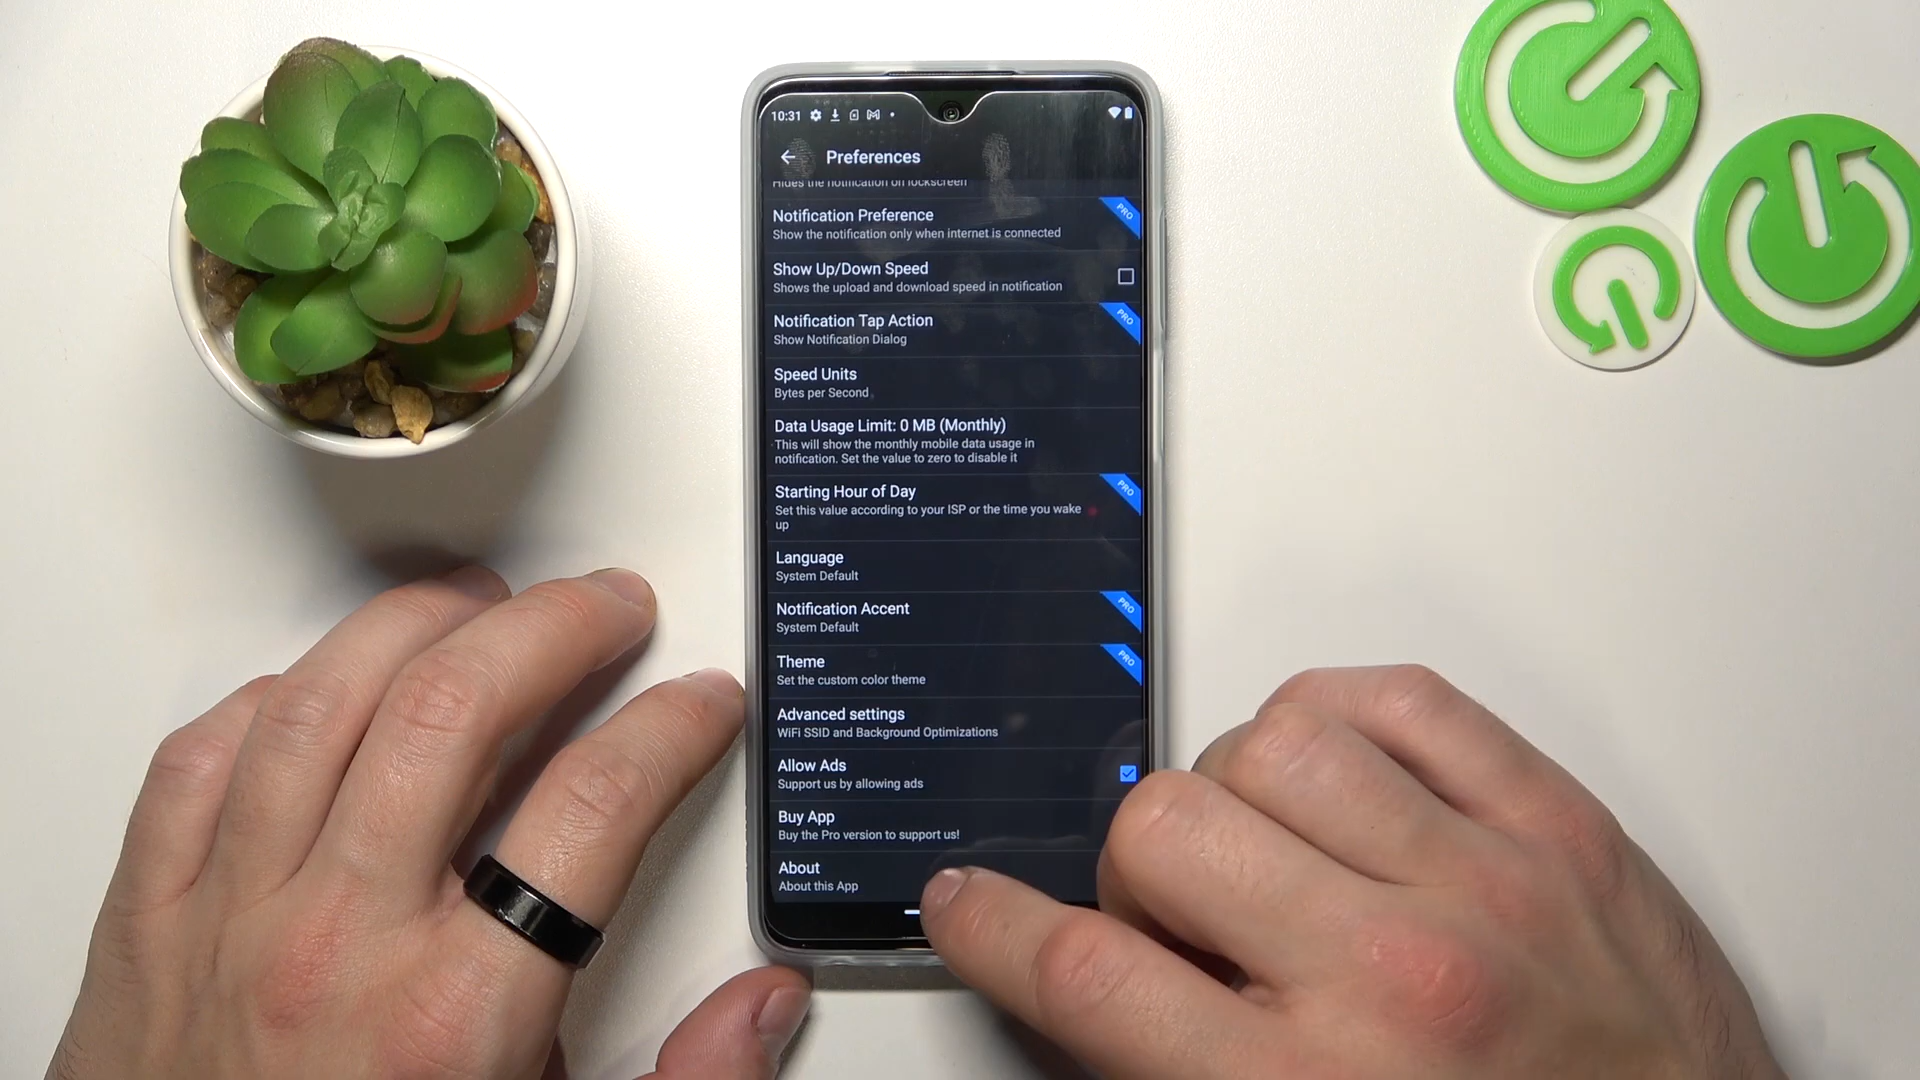 10:31
Preferences
Hides the notification on lockscreen
Notification Preference
PRO
Show the notification only when internet is connected
Show Up/Down Speed
Shows the upload and download speed in notification
Notification Tap Action
PRO
Show Notification Dialog
Speed Units
Bytes per Second
Data Usage Limit: 0 MB (Monthly)
This will show the monthly mobile data usage in
notification. Set the value to zero to disable it
Starting Hour of Day
PRO
Set this value according to your ISP or the time you wake
up
Language
System Default
Notification Accent
PRO
System Default
Theme
PRO
Set the custom color theme
Advanced settings
WiFi SSID and Background Optimizations
Allow Ads
Support us by allowing ads
Buy App
Buy the Pro version to support us!
About
About this App